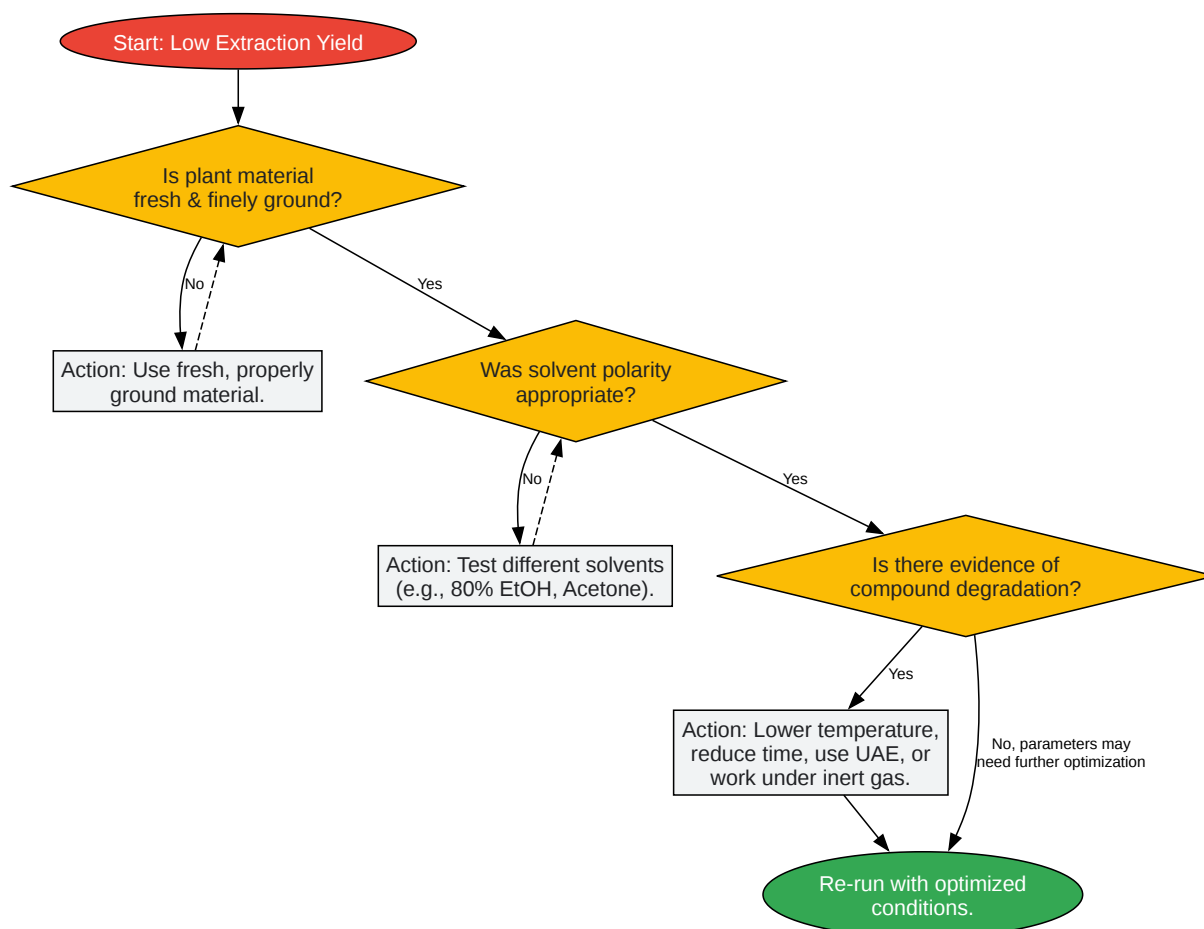 Start: Low Extraction Yield
Is plant material
fresh & finely ground?
No
Yes
Action: Use fresh, properly
ground material.
Was solvent polarity
appropriate?
No
Yes
Action: Test different solvents
(e.g., 80% EtOH, Acetone).
Is there evidence of
compound degradation?
Yes
Action: Lower temperature,
reduce time, use UAE, or
work under inert gas.
No, parameters may
need further optimization
Re-run with optimized
conditions.